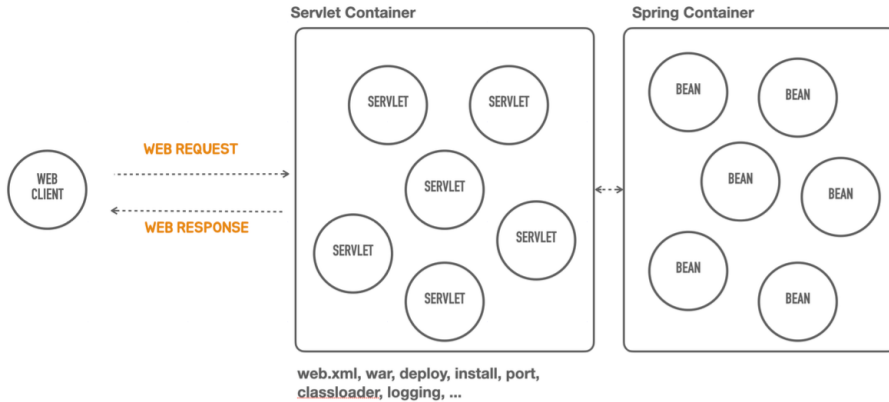 Servlet Container
Spring Container
WEB
CLIENT
WEB REQUEST
WEB RESPONSE
SERVLET
SERVLET
SERVLET
SERVLET
SERVLET
SERVLET
BEAN
BEAN
BEAN
BEAN
BEAN
BEAN
web.xml, war, deploy, install, port,
classloader, logging, ...